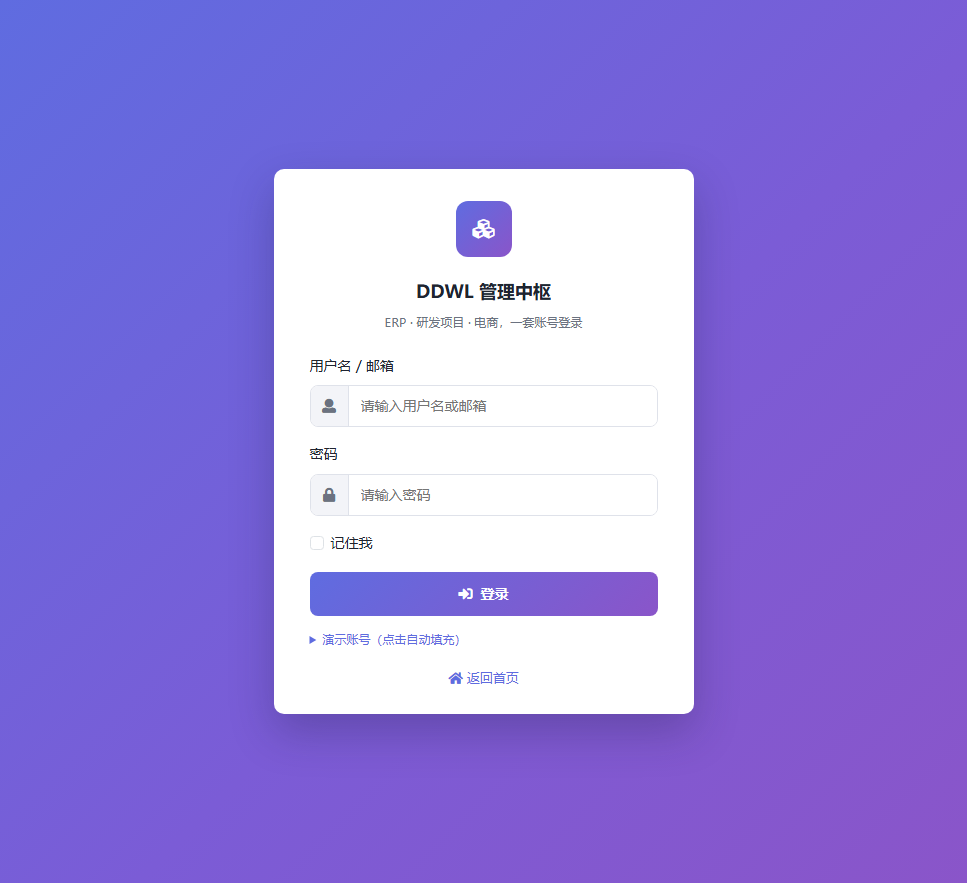 DDWL 管理中枢
ERP · 研发项目 · 电商，一套账号登录
用户名 / 邮箱
请输入用户名或邮箱
密码
请输入密码
记住我
登录
演示账号（点击自动填充）
返回首页